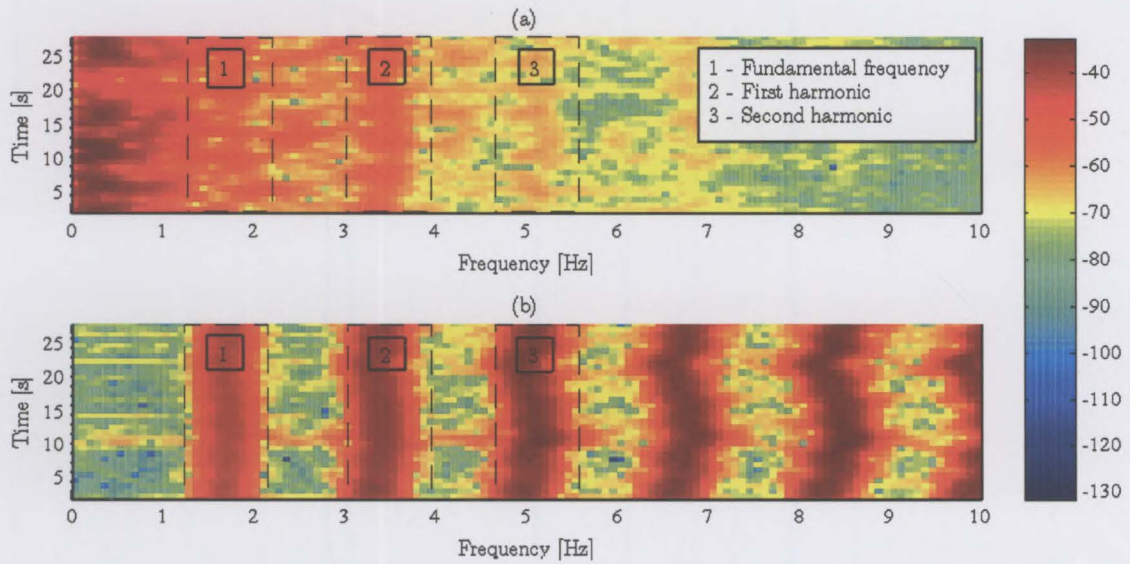 (a)
1
2
3
1 - Fundamental frequency
2 - First harmonic
3 - Second harmonic
25
20
15
10
5
Time [s]
0 1 2 3 4 5 6 7 8 9 10
Frequency [Hz]
(b)
1
2
3
25
20
15
10
5
Time [s]
0 1 2 3 4 5 6 7 8 9 10
Frequency [Hz]
-40
-50
-60
-70
-80
-90
-100
-110
-120
-130